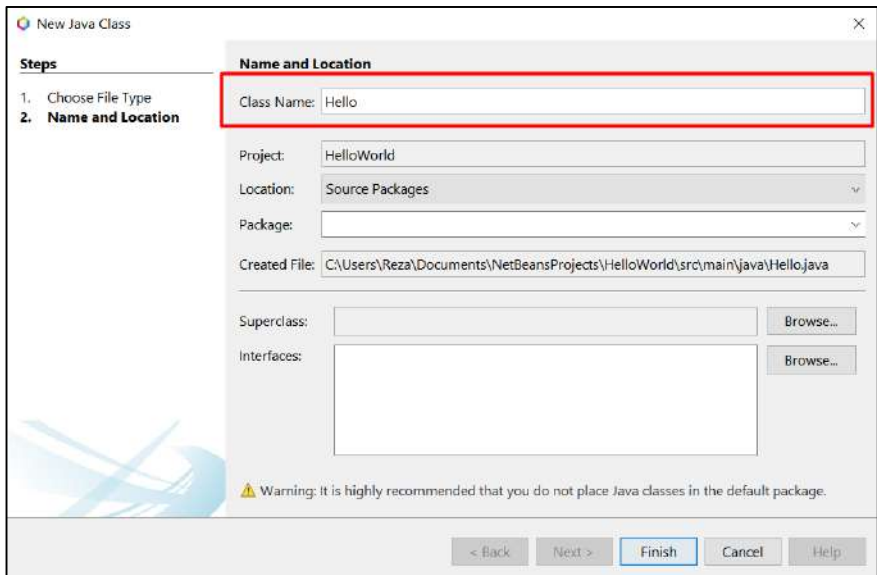 New Java Class
Steps
1. Choose File Type
2. Name and Location
Name and Location
Class Name: Hello
Project: HelloWorld
Location: Source Packages
Package:
Created File: C:\Users\Reza\Documents\NetBeansProjects\HelloWorld\src\main\java\Hello.java
Superclass: Browse...
Interfaces: Browse...
Warning: It is highly recommended that you do not place Java classes in the default package.
< Back Next > Finish Cancel Help